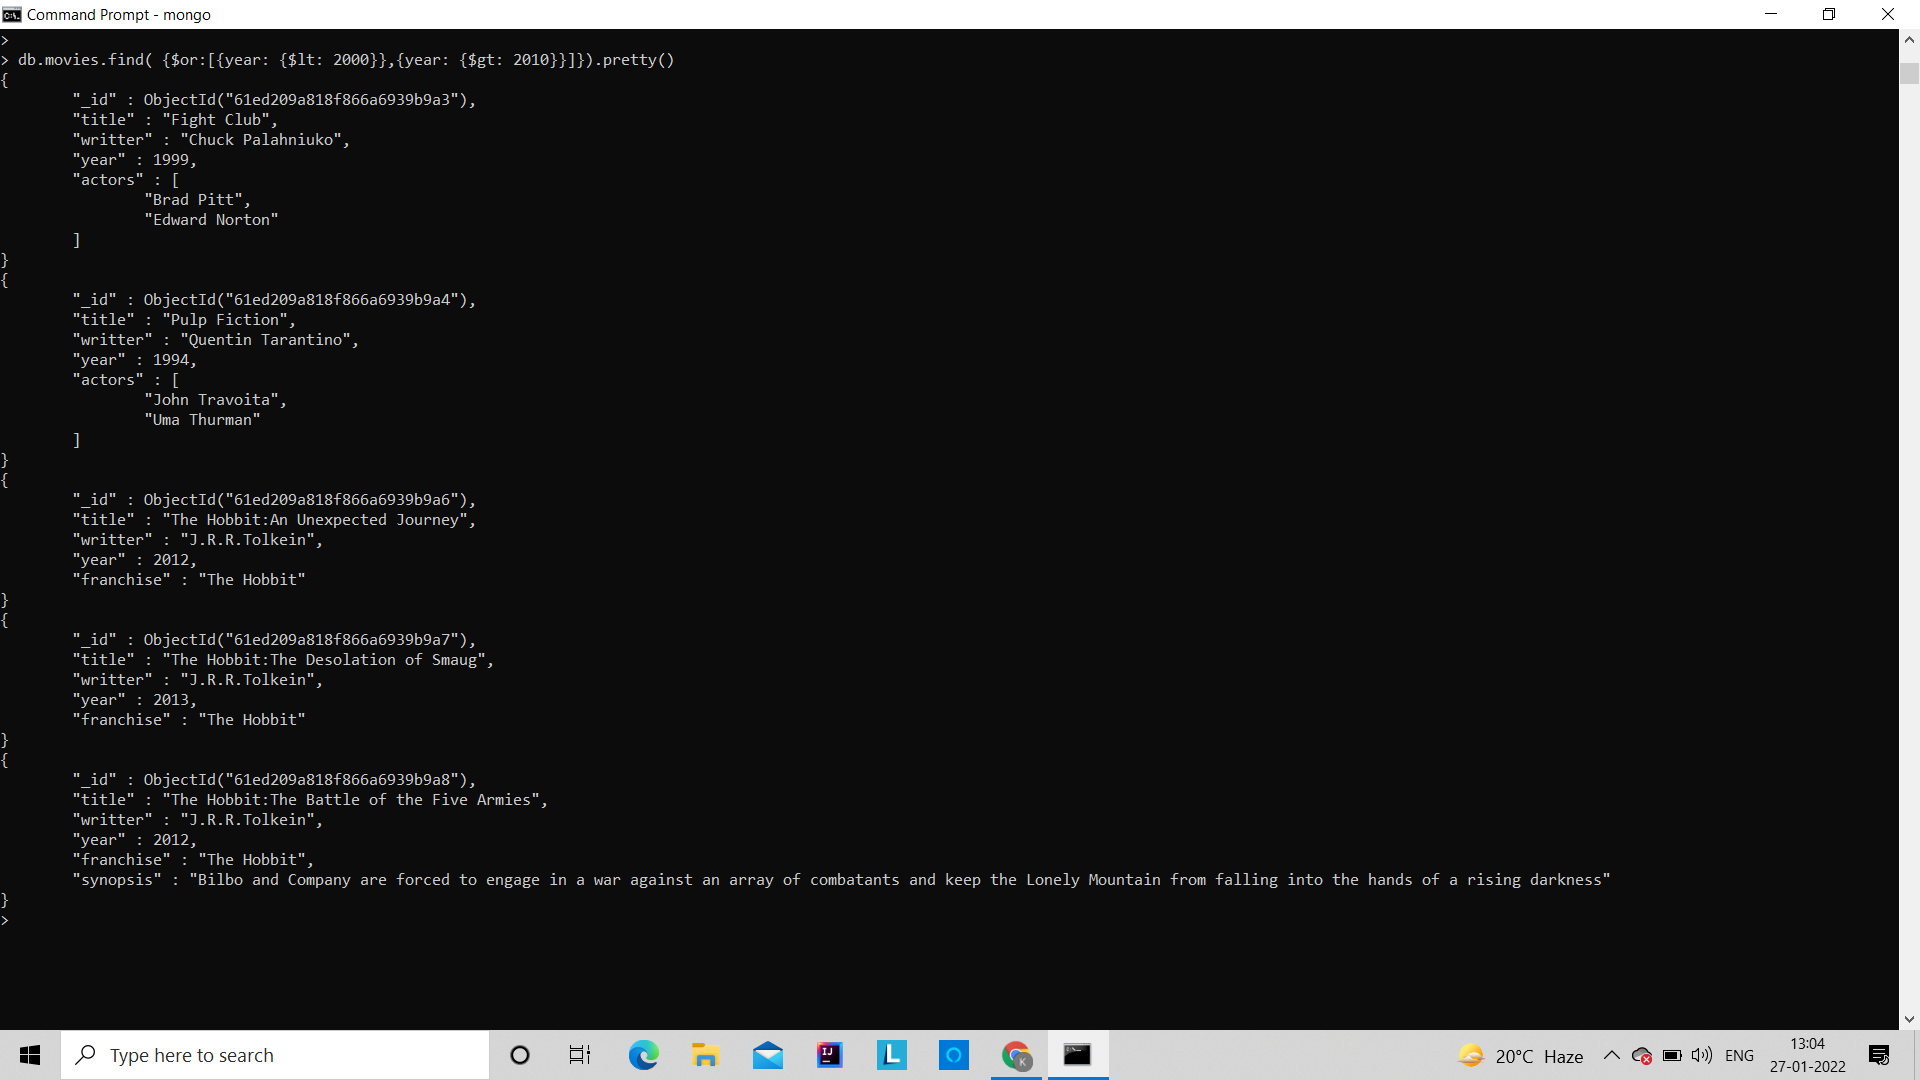 Command Prompt - mongo
>
> db.movies.find( {$or:[{year: {$lt: 2000}},{year: {$gt: 2010}}]}).pretty()
{
        "_id" : ObjectId("61ed209a818f866a6939b9a3"),
        "title" : "Fight Club",
        "writter" : "Chuck Palahniuko",
        "year" : 1999,
        "actors" : [
                "Brad Pitt",
                "Edward Norton"
        ]
}
{
        "_id" : ObjectId("61ed209a818f866a6939b9a4"),
        "title" : "Pulp Fiction",
        "writter" : "Quentin Tarantino",
        "year" : 1994,
        "actors" : [
                "John Travoita",
                "Uma Thurman"
        ]
}
{
        "_id" : ObjectId("61ed209a818f866a6939b9a6"),
        "title" : "The Hobbit:An Unexpected Journey",
        "writter" : "J.R.R.Tolkein",
        "year" : 2012,
        "franchise" : "The Hobbit"
}
{
        "_id" : ObjectId("61ed209a818f866a6939b9a7"),
        "title" : "The Hobbit:The Desolation of Smaug",
        "writter" : "J.R.R.Tolkein",
        "year" : 2013,
        "franchise" : "The Hobbit"
}
{
        "_id" : ObjectId("61ed209a818f866a6939b9a8"),
        "title" : "The Hobbit:The Battle of the Five Armies",
        "writter" : "J.R.R.Tolkein",
        "year" : 2012,
        "franchise" : "The Hobbit",
        "synopsis" : "Bilbo and Company are forced to engage in a war against an array of combatants and keep the Lonely Mountain from falling into the hands of a rising darkness"
}
>
Type here to search
IJ
L
K
20°C Haze
ENG
13:04
27-01-2022